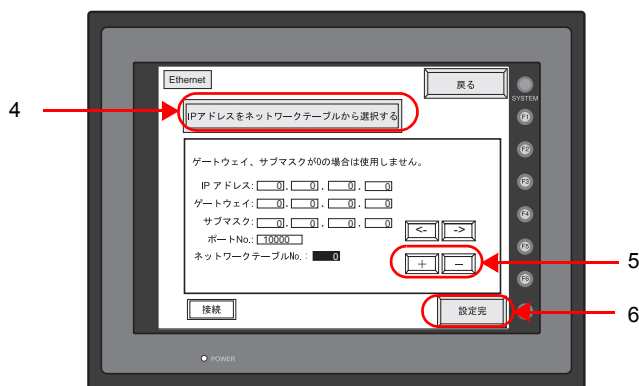 Ethernet
戻る
SYSTEM
4
IPアドレスをネットワークテーブルから選択する
F1
F2
ゲートウェイ、サブマスクが0の場合は使用しません。
F3
IP アドレス: 0. 0. 0. 0
ゲートウェイ: 0. 0. 0. 0
F4
サブマスク: 0. 0. 0. 0
<- ->
ポートNo.: 10000
F5
ネットワークテーブルNo.: 0
+ −
5
F6
接続
設定完
6
POWER